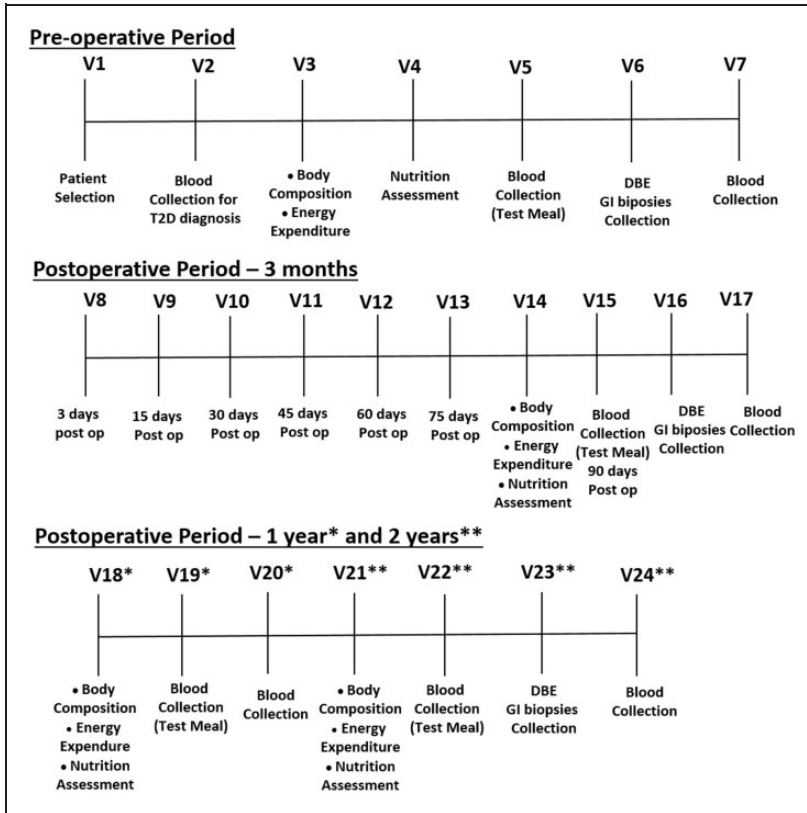 Pre-operative Period
V1 V2 V3 V4 V5 V6 V7
Patient
Selection
Blood
Collection for
T2D diagnosis
• Body
Composition
• Energy
Expenditure
Nutrition
Assessment
Blood
Collection
(Test Meal)
DBE
GI biposies
Collection
Blood
Collection
Postoperative Period – 3 months
V8 V9 V10 V11 V12 V13 V14 V15 V16 V17
3 days
post op
15 days
Post op
30 days
Post op
45 days
Post op
60 days
Post op
75 days
Post op
• Body
Composition
• Energy
Expenditure
• Nutrition
Assessment
Blood
Collection
(Test Meal)
90 days
Post op
DBE
GI biposies
Collection
Blood
Collection
Postoperative Period – 1 year* and 2 years**
V18* V19* V20* V21** V22** V23** V24**
• Body
Composition
• Energy
Expendure
• Nutrition
Assessment
Blood
Collection
(Test Meal)
Blood
Collection
• Body
Composition
• Energy
Expenditure
• Nutrition
Assessment
Blood
Collection
(Test Meal)
DBE
GI biopsies
Collection
Blood
Collection